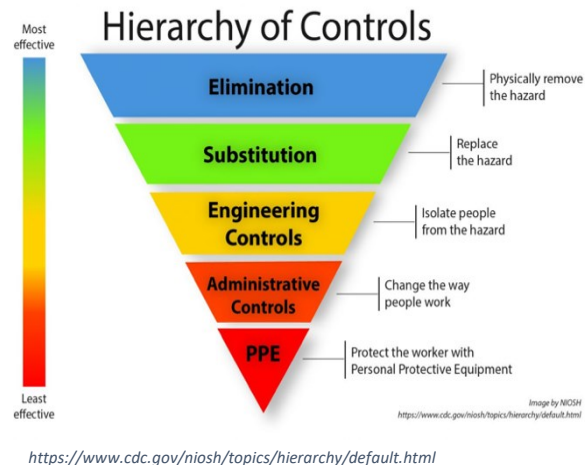 Hierarchy of Controls
Most
effective
Elimination
Physically remove
the hazard
Substitution
Replace
the hazard
Engineering
Controls
Isolate people
from the hazard
Administrative
Controls
Change the way
people work
PPE
Protect the worker with
Personal Protective Equipment
Least
effective
Image by NIOSH
https://www.cdc.gov/niosh/topics/hierarchy/default.html
https://www.cdc.gov/niosh/topics/hierarchy/default.html